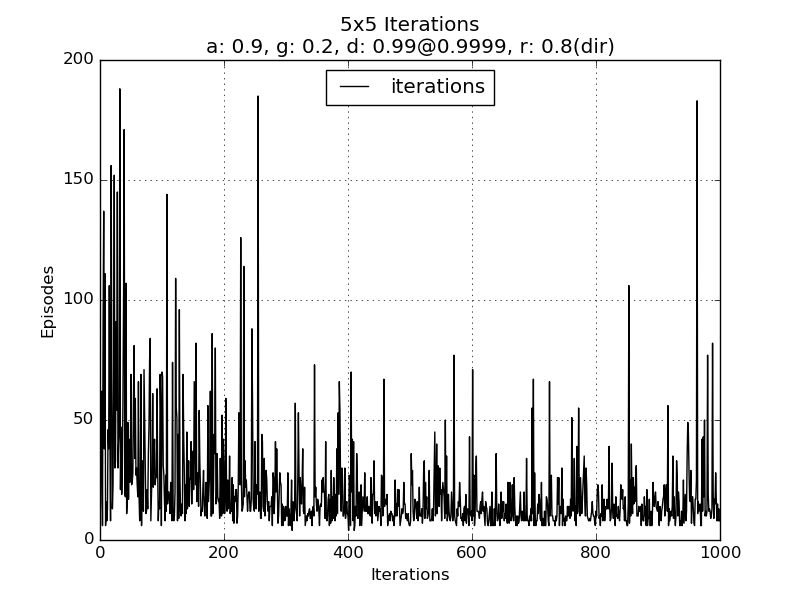 5x5 Iterations
a: 0.9, g: 0.2, d: 0.99@0.9999, r: 0.8(dir)
iterations
200
150
100
50
0
Episodes
0 200 400 600 800 1000
Iterations